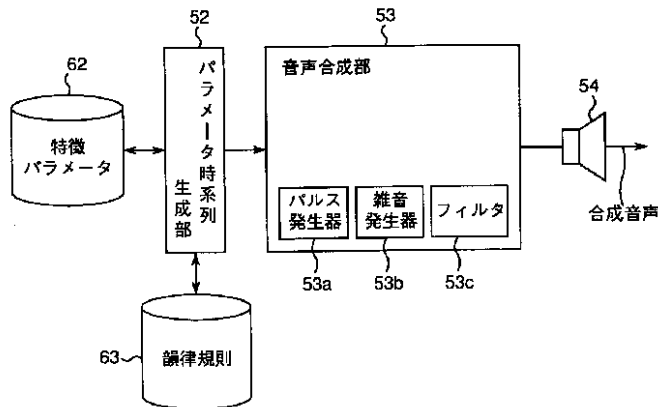 52
53
62
54
音声合成部
特徴
パラメータ
パラメータ時系列
生成部
合成音声
パルス
発生器
雑音
発生器
フィルタ
53a
53b
53c
63
韻律規則